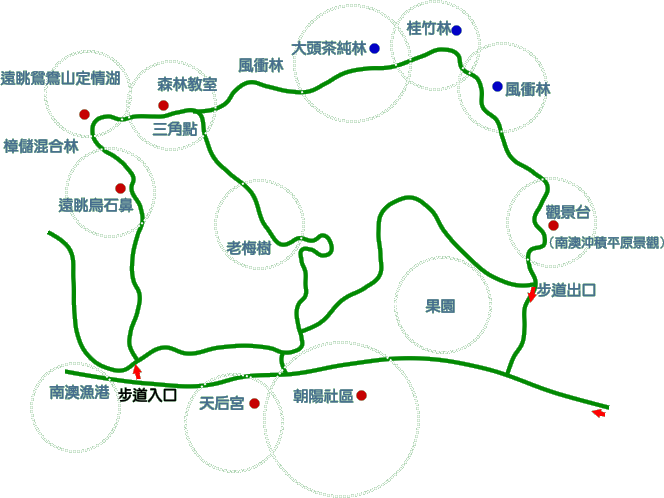 桂竹林
大頭茶純林
風衝林
遠眺鴛鴦山定情湖
森林教室
風衝林
三角點
樟儲混合林
遠眺烏石鼻
觀景台
(南澳沖積平原景觀)
老梅樹
步道出口
果園
南澳漁港
步道入口
天后宮
朝陽社區